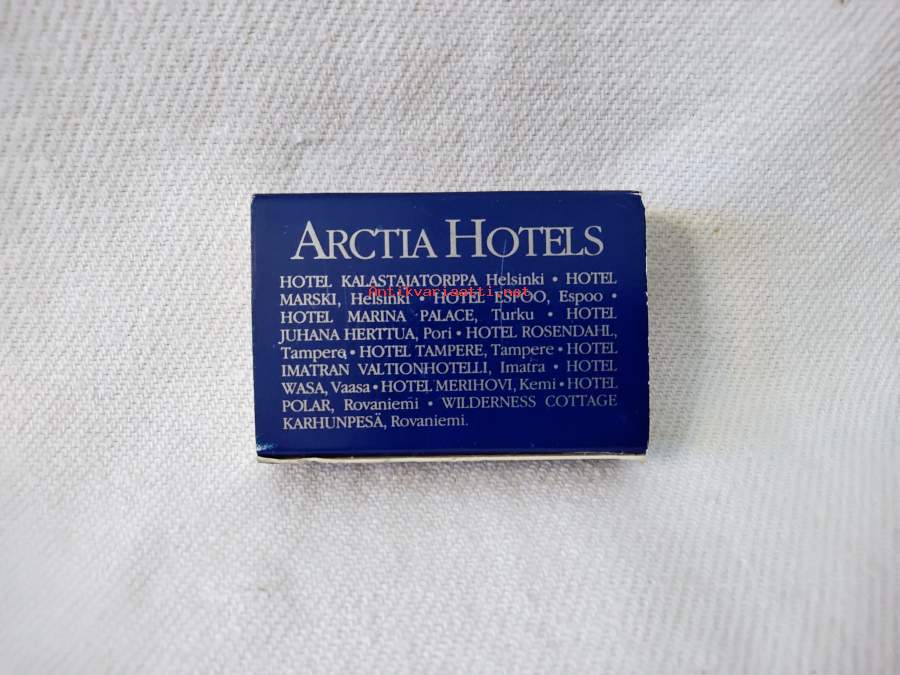 ARCTIA HOTELS
HOTEL KALASTAJATORPPA Helsinki • HOTEL
MARSKI, Helsinki • HOTEL ESPOO, Espoo •
Antikvariaatti.net
HOTEL MARINA PALACE, Turku • HOTEL
JUHANA HERTTUA, Pori • HOTEL ROSENDAHL,
Tampere • HOTEL TAMPERE, Tampere • HOTEL
IMATRAN VALTIONHOTELLI, Imatra • HOTEL
WASA, Vaasa • HOTEL MERIHOVI, Kemi • HOTEL
POLAR, Rovaniemi • WILDERNESS COTTAGE
KARHUNPESÄ, Rovaniemi.